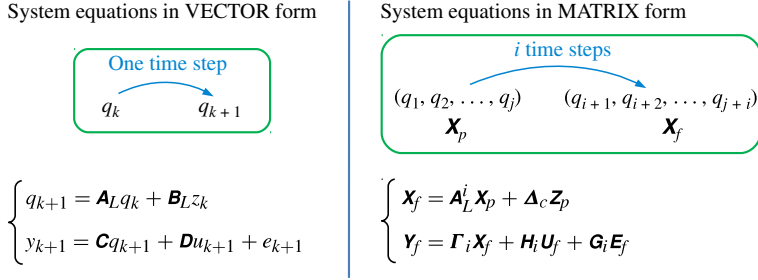 System equations in VECTOR form
One time step
q_k q_{k+1}
q_{k+1} = A_L q_k + B_L z_k
y_{k+1} = C q_{k+1} + D u_{k+1} + e_{k+1}
System equations in MATRIX form
i time steps
(q_1, q_2, ..., q_j) (q_{i+1}, q_{i+2}, ..., q_{j+i})
X_p X_f
X_f = A_L^i X_p + Δ_c Z_p
Y_f = Γ_i X_f + H_i U_f + G_i E_f